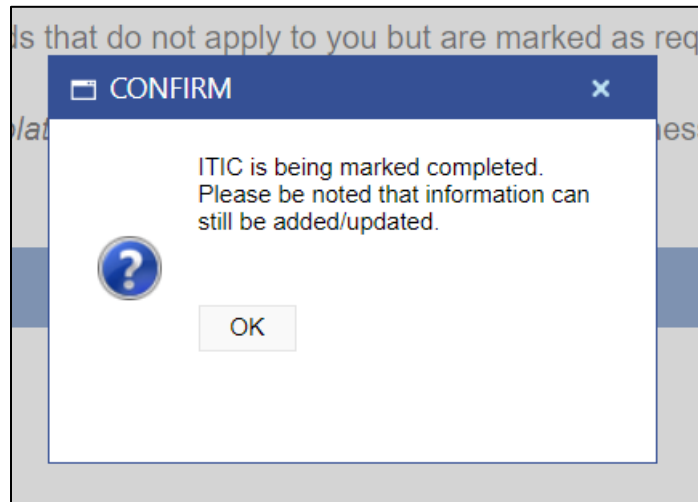 ds that do not apply to you but are marked as req
CONFIRM
ITIC is being marked completed.
Please be noted that information can
still be added/updated.
OK